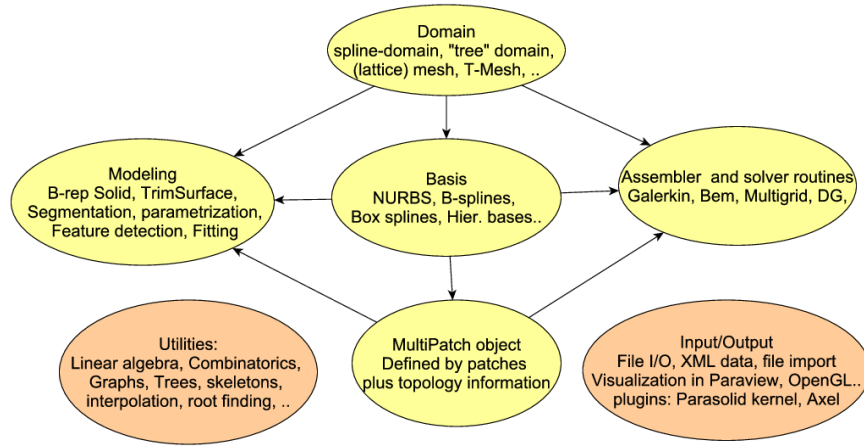 Domain
spline-domain, "tree" domain,
(lattice) mesh, T-Mesh, ..
Modeling
B-rep Solid, TrimSurface,
Segmentation, parametrization,
Feature detection, Fitting
Basis
NURBS, B-splines,
Box splines, Hier. bases..
Assembler and solver routines
Galerkin, Bem, Multigrid, DG,
Utilities:
Linear algebra, Combinatorics,
Graphs, Trees, skeletons,
interpolation, root finding, ..
MultiPatch object
Defined by patches
plus topology information
Input/Output
File I/O, XML data, file import
Visualization in Paraview, OpenGL..
plugins: Parasolid kernel, Axel